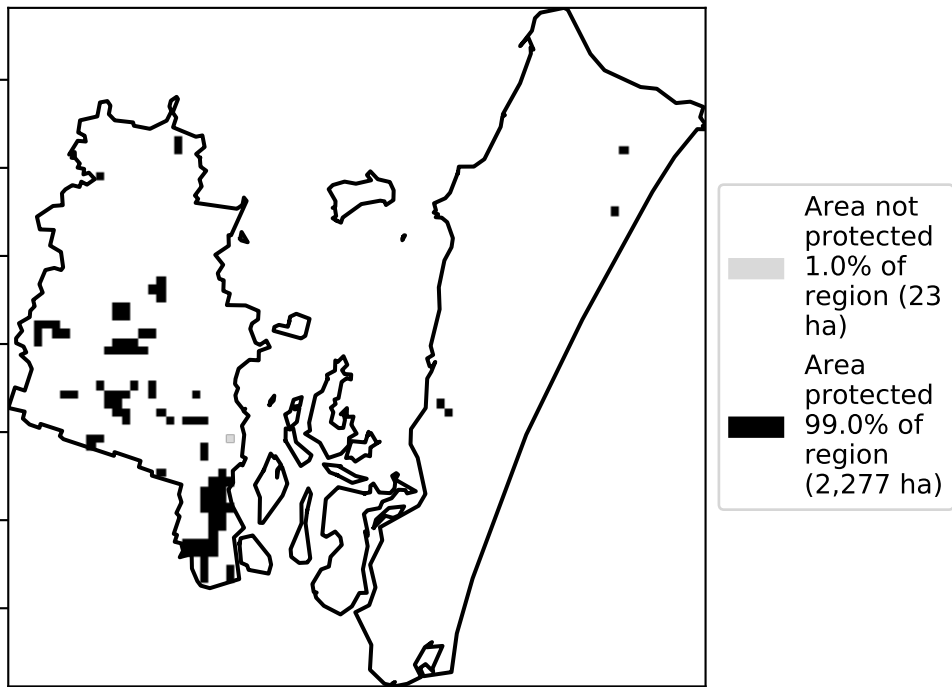 Area not
protected
1.0% of
region (23
ha)
Area
protected
99.0% of
region
(2,277 ha)